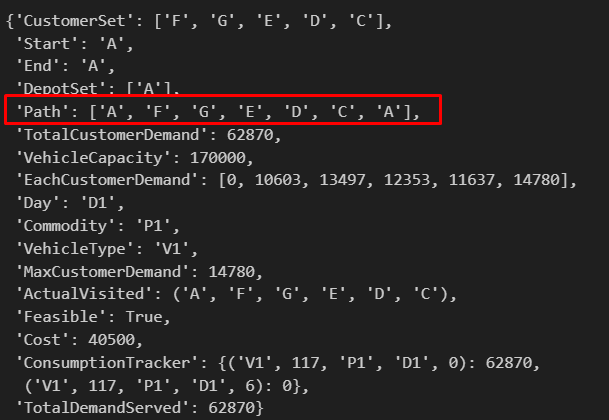 {'CustomerSet': ['F', 'G', 'E', 'D', 'C'],
'Start': 'A',
'End': 'A',
'DepotSet': ['A'],
'Path': ['A', 'F', 'G', 'E', 'D', 'C', 'A'],
'TotalCustomerDemand': 62870,
'VehicleCapacity': 170000,
'EachCustomerDemand': [0, 10603, 13497, 12353, 11637, 14780],
'Day': 'D1',
'Commodity': 'P1',
'VehicleType': 'V1',
'MaxCustomerDemand': 14780,
'ActualVisited': ('A', 'F', 'G', 'E', 'D', 'C'),
'Feasible': True,
'Cost': 40500,
'ConsumptionTracker': {('V1', 117, 'P1', 'D1', 0): 62870,
('V1', 117, 'P1', 'D1', 6): 0},
'TotalDemandServed': 62870}